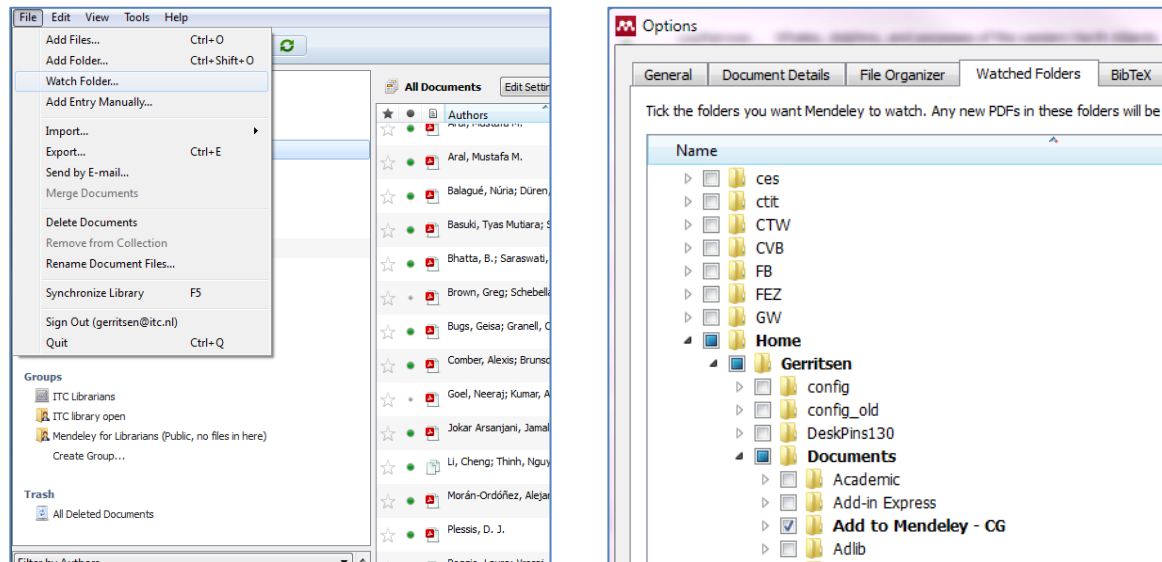 File Edit View Tools Help
Add Files... Ctrl+O
Add Folder... Ctrl+Shift+O
Watch Folder...
Add Entry Manually...
Import...
Export... Ctrl+E
Send by E-mail...
Merge Documents
Delete Documents
Remove from Collection
Rename Document Files...
Synchronize Library F5
Sign Out (gerritsen@itc.nl)
Quit Ctrl+Q
Groups
ITC Librarians
ITC library open
Mendeley for Librarians (Public, no files in here)
Create Group...
Trash
All Deleted Documents
Filter by Authors
All Documents Edit Settin
Authors
Aral, Mustafa M.
Aral, Mustafa M.
Balagué, Núria; Düren,
Basuki, Tyas Mutiara; S
Bhatta, B.; Saraswati,
Brown, Greg; Schebella
Bugs, Geisa; Granell, C
Comber, Alexis; Brunsd
Goel, Neeraj; Kumar, A
Jokar Arsanjani, Jamal
Li, Cheng; Thinh, Nguy
Morán-Ordóñez, Alejan
Plessis, D. J.
Options
General Document Details File Organizer Watched Folders BibTeX
Tick the folders you want Mendeley to watch. Any new PDFs in these folders will be
Name
ces
ctit
CTW
CVB
FB
FEZ
GW
Home
Gerritsen
config
config_old
DeskPins130
Documents
Academic
Add-in Express
Add to Mendeley - CG
Adlib